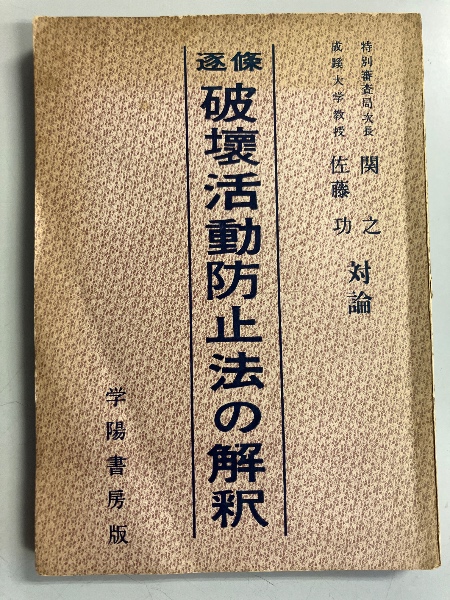 特別審査局次長 関之
成蹊大学教授 佐藤功
対論
逐條
破壊活動防止法の解釈
学陽書房版